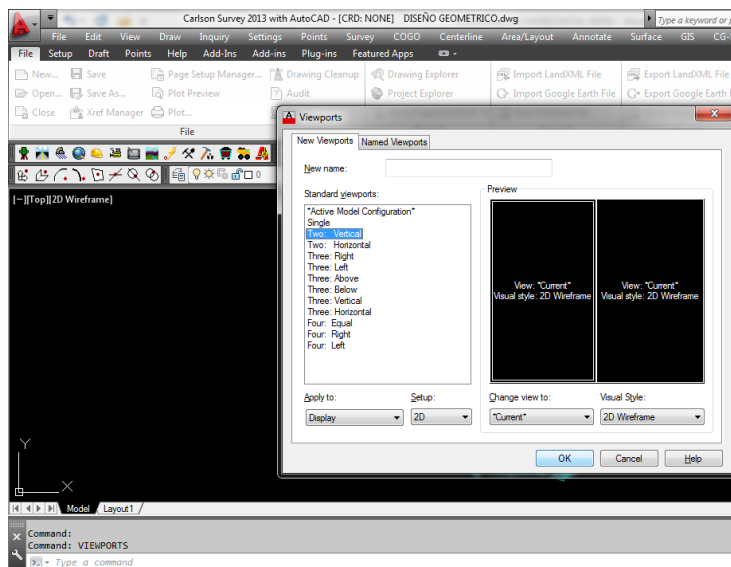 Carlson Survey 2013 with AutoCAD - [CRD: NONE] DISEÑO GEOMETRICO.dwg
Type a keyword or
File Edit View Draw Inquiry Settings Points Survey COGO Centerline Area/Layout Annotate Surface GIS CG-
File Setup Draft Points Help Add-Ins Add-ins Plug-ins Featured Apps
New... Save Page Setup Manager... Drawing Cleanup Drawing Explorer Import LandXML File Export LandXML File
Open... Save As... Plot Preview Audit Project Explorer Import Google Earth File Export Google Earth
Close Xref Manager Plot...
File
Viewports
New Viewports Named Viewports
New name:
Standard viewports:
Preview
*Active Model Configuration*
Single
Two: Vertical
Two: Horizontal
Three: Right
Three: Left
Three: Above
Three: Below
Three: Vertical
Three: Horizontal
Four: Equal
Four: Right
Four: Left
View: *Current* View: *Current*
Visual style: 2D Wireframe Visual style: 2D Wireframe
Apply to: Setup: Change view to: Visual Style:
Display 2D *Current* 2D Wireframe
OK Cancel Help
0
[−][Top][2D Wireframe]
Y
X
Model Layout1
Command:
Command: VIEWPORTS
Type a command